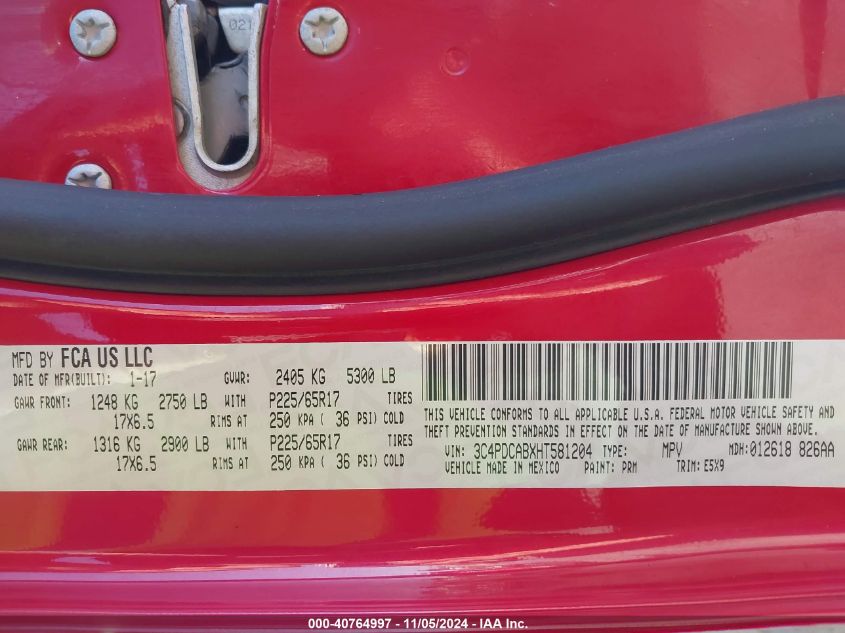 021
MFD BY FCA US LLC
DATE OF MFR(BUILT): 1-17 GVWR: 2405 KG 5300 LB
GAWR FRONT: 1248 KG 2750 LB WITH P225/65R17 TIRES
17X6.5 RIMS AT 250 KPA ( 36 PSI) COLD
GAWR REAR: 1316 KG 2900 LB WITH P225/65R17 TIRES
17X6.5 RIMS AT 250 KPA ( 36 PSI) COLD
THIS VEHICLE CONFORMS TO ALL APPLICABLE U.S.A. FEDERAL MOTOR VEHICLE SAFETY AND
THEFT PREVENTION STANDARDS IN EFFECT ON THE DATE OF MANUFACTURE SHOWN ABOVE.
VIN: 3C4PDCABXHT581204 TYPE: MPV MDH: 012618 826AA
VEHICLE MADE IN MEXICO PAINT: PRM TRIM: E5X9
000-40764997 - 11/05/2024 - IAA Inc.